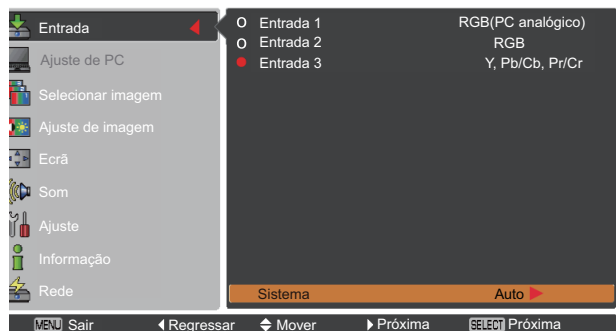 Entrada
Ajuste de PC
Selecionar imagem
Ajuste de imagem
Ecrã
Som
Ajuste
Informação
Rede
Entrada 1 RGB(PC analógico)
Entrada 2 RGB
Entrada 3 Y, Pb/Cb, Pr/Cr
Sistema Auto
MENU Sair Regressar Mover Próxima SELECT Próxima